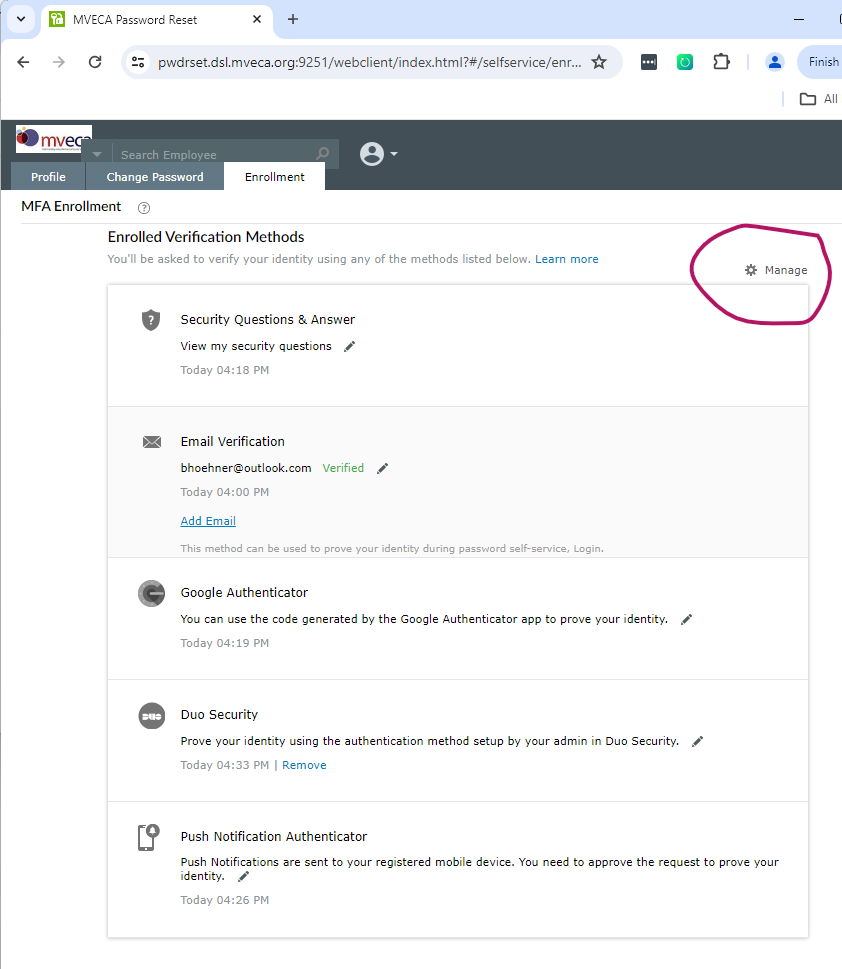 MVECA Password Reset
pwdrset.dsl.mveca.org:9251/webclient/index.html?#/selfservice/enr...
Finish
All
mveca
Search Employee
Profile
Change Password
Enrollment
MFA Enrollment ?
Enrolled Verification Methods
You'll be asked to verify your identity using any of the methods listed below. Learn more
Manage
Security Questions & Answer
View my security questions
Today 04:18 PM
Email Verification
bhoehner@outlook.com Verified
Today 04:00 PM
Add Email
This method can be used to prove your identity during password self-service, Login.
Google Authenticator
You can use the code generated by the Google Authenticator app to prove your identity.
Today 04:19 PM
DUO
Duo Security
Prove your identity using the authentication method setup by your admin in Duo Security.
Today 04:33 PM | Remove
Push Notification Authenticator
Push Notifications are sent to your registered mobile device. You need to approve the request to prove your
identity.
Today 04:26 PM